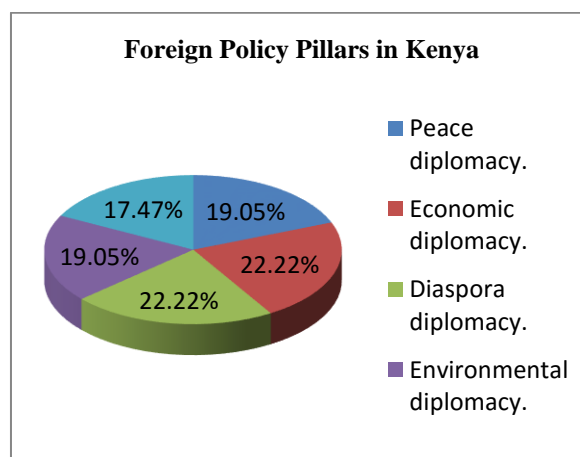 Foreign Policy Pillars in Kenya
17.47%
19.05%
19.05%
22.22%
22.22%
Peace
diplomacy.
Economic
diplomacy.
Diaspora
diplomacy.
Environmental
diplomacy.